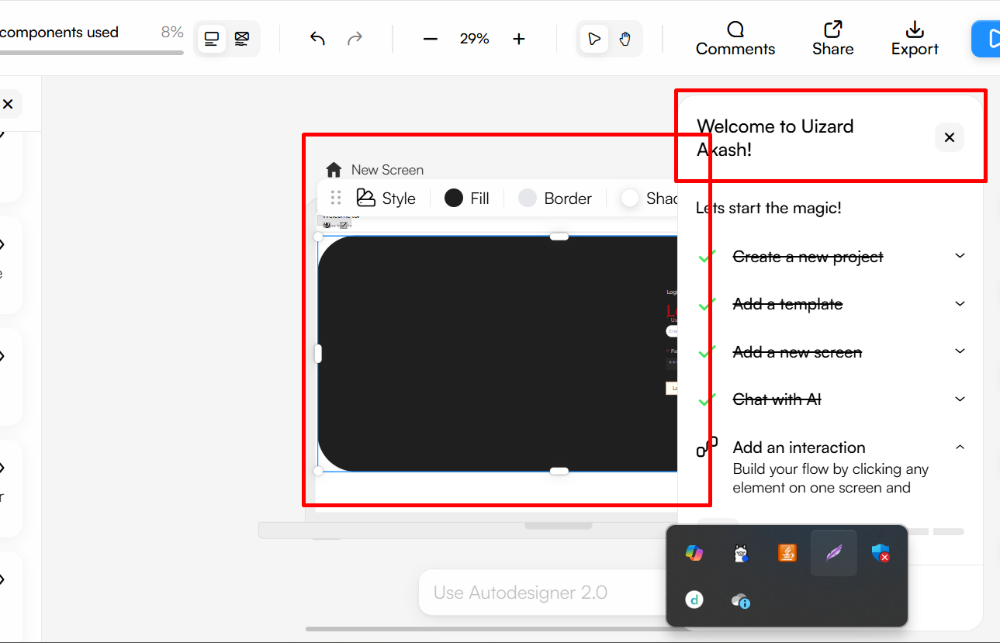 components used 8%
29%
Comments
Share
Export
Welcome to Uizard
Akash!
New Screen
Style
Fill
Border
Shad
Lets start the magic!
Create a new project
Add a template
Add a new screen
Chat with AI
Add an interaction
Build your flow by clicking any
element on one screen and
Use Autodesigner 2.0